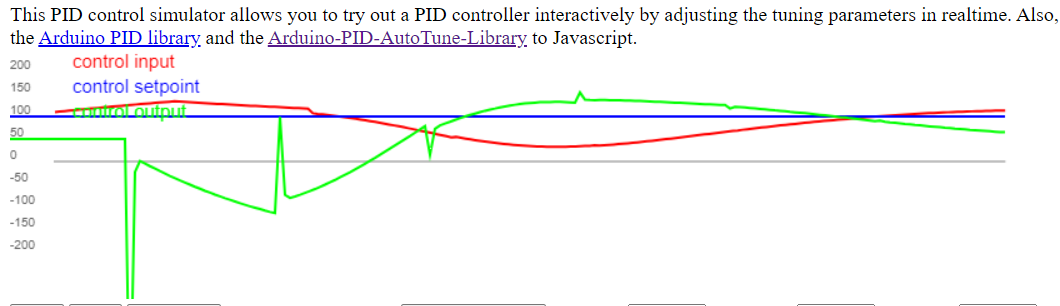 This PID control simulator allows you to try out a PID controller interactively by adjusting the tuning parameters in realtime. Also,
the Arduino PID library and the Arduino-PID-AutoTune-Library to Javascript.
control input
control setpoint
control output
200
150
100
50
0
-50
-100
-150
-200